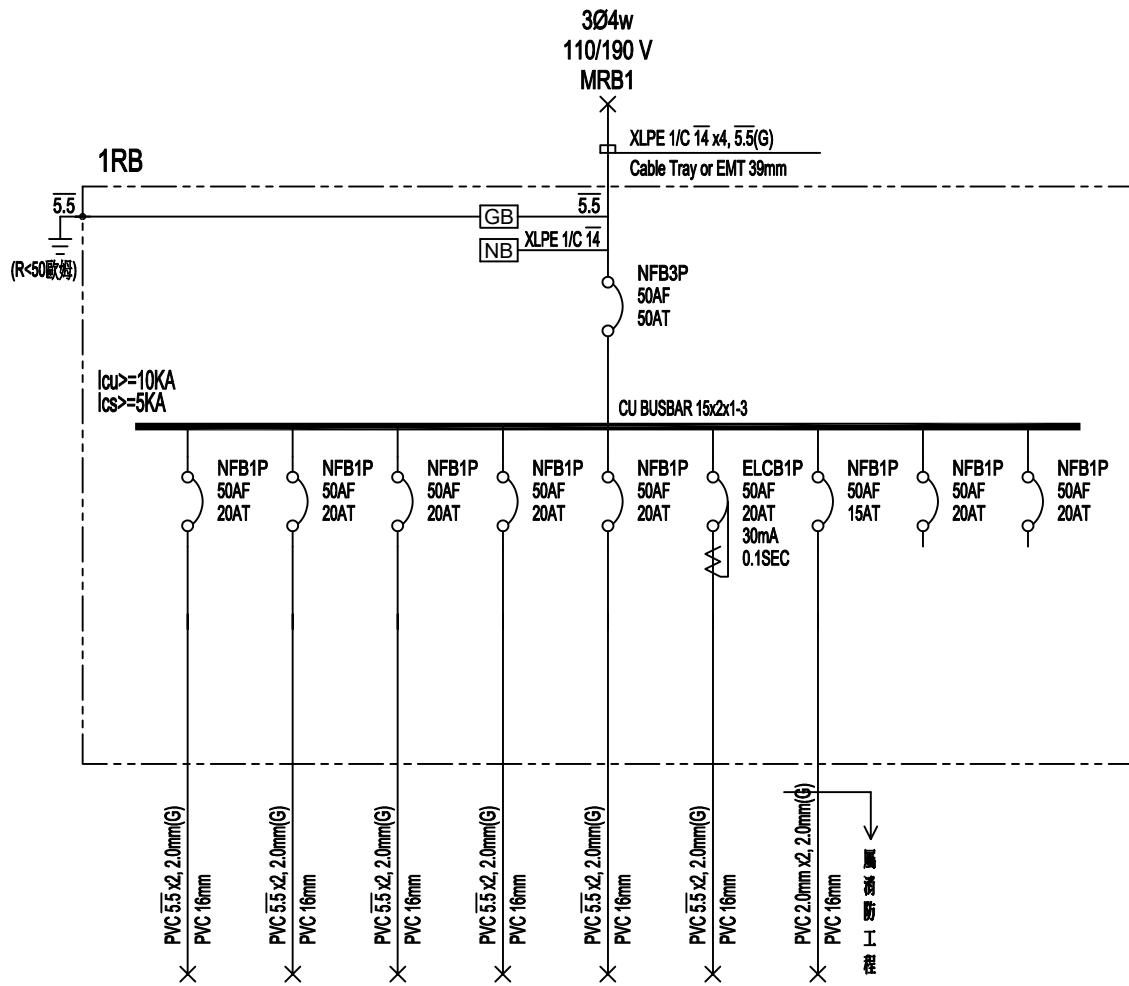 3Ø4w
110/190 V
MRB1
XLPE 1/C 14 x4, 5.5(G)
Cable Tray or EMT 39mm
1RB
5.5
GB
5.5
NB
XLPE 1/C 14
(R<50歐姆)
NFB3P
50AF
50AT
Icu>=10KA
Ics>=5KA
CU BUSBAR 15x2x1-3
NFB1P
50AF
20AT
NFB1P
50AF
20AT
NFB1P
50AF
20AT
NFB1P
50AF
20AT
NFB1P
50AF
20AT
ELCB1P
50AF
20AT
30mA
0.1SEC
NFB1P
50AF
15AT
NFB1P
50AF
20AT
NFB1P
50AF
20AT
PVC 5.5 x2, 2.0mm(G)
PVC 16mm
PVC 5.5 x2, 2.0mm(G)
PVC 16mm
PVC 5.5 x2, 2.0mm(G)
PVC 16mm
PVC 5.5 x2, 2.0mm(G)
PVC 16mm
PVC 5.5 x2, 2.0mm(G)
PVC 16mm
PVC 5.5 x2, 2.0mm(G)
PVC 16mm
PVC 2.0mm x2, 2.0mm(G)
PVC 16mm
屬消防工程